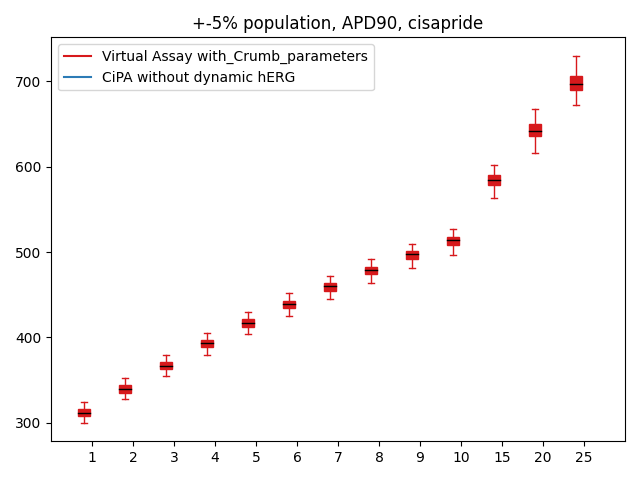 +-5% population, APD90, cisapride
Virtual Assay with_Crumb_parameters
CiPA without dynamic hERG
700
600
500
400
300
1 2 3 4 5 6 7 8 9 10 15 20 25